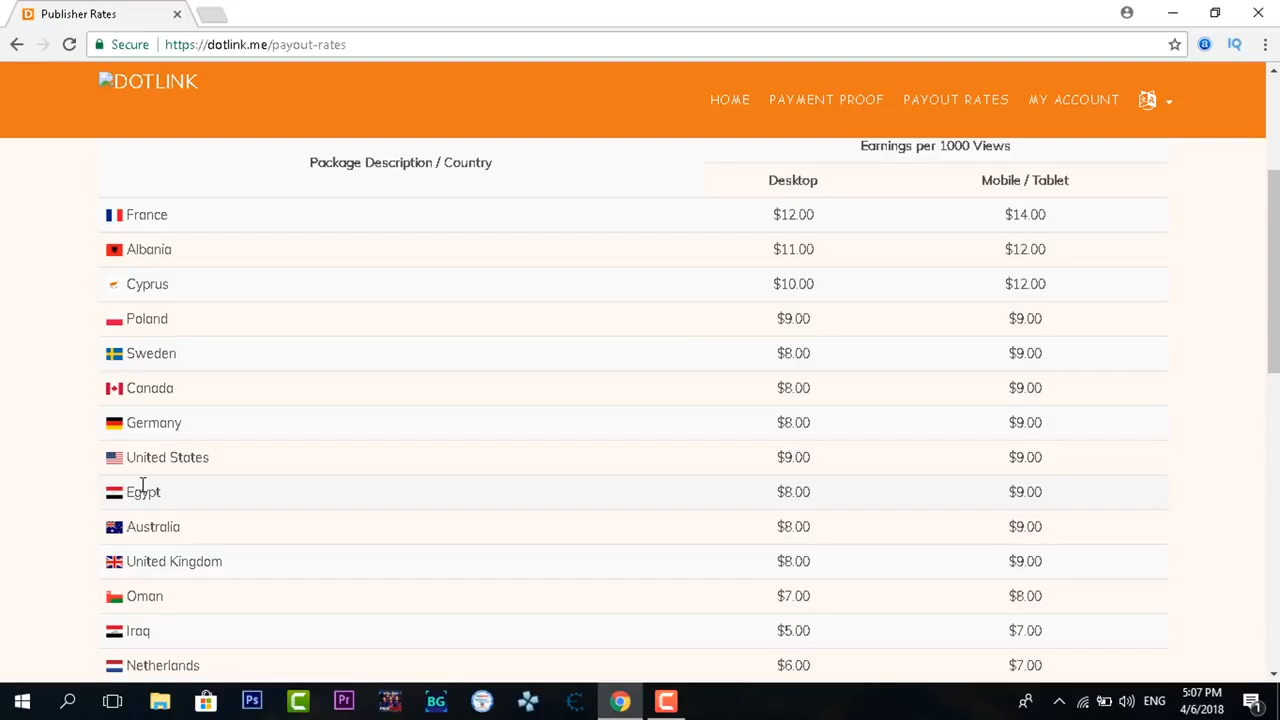 Publisher Rates
Secure https://dotlink.me/payout-rates
DOTLINK
HOME PAYMENT PROOF PAYOUT RATES MY ACCOUNT
Package Description / Country
Earnings per 1000 Views
Desktop Mobile / Tablet
France $12.00 $14.00
Albania $11.00 $12.00
Cyprus $10.00 $12.00
Poland $9.00 $9.00
Sweden $8.00 $9.00
Canada $8.00 $9.00
Germany $8.00 $9.00
United States $9.00 $9.00
Egypt $8.00 $9.00
Australia $8.00 $9.00
United Kingdom $8.00 $9.00
Oman $7.00 $8.00
Iraq $5.00 $7.00
Netherlands $6.00 $7.00
Ps Pr BG ENG 5:07 PM
4/6/2018